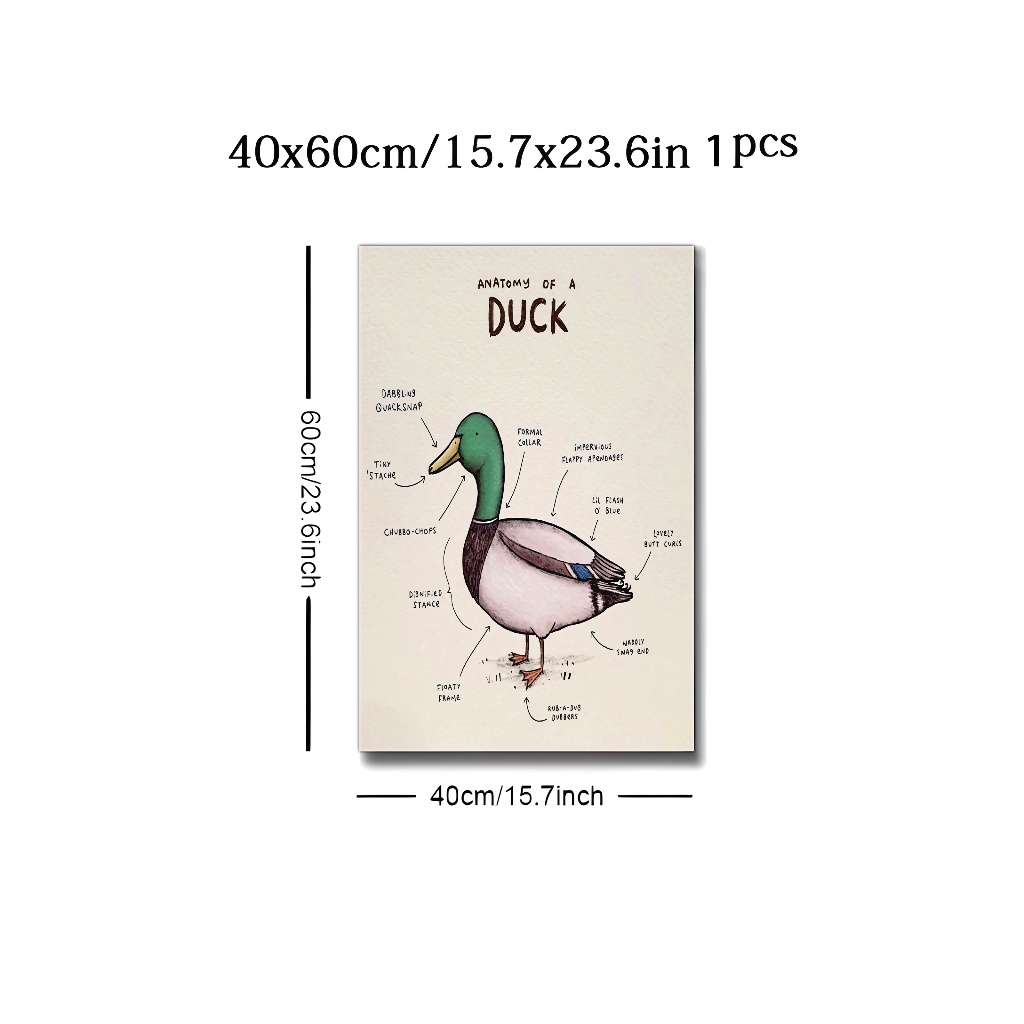 40x60cm/15.7x23.6in 1pcs
ANATOMY OF A
DUCK
DABBLING
QUACKSNAP
FORMAL
COLLAR
IMPERVIOUS
FLAPPY APENDAGES
TINY
'STACHE
LIL FLASH
O' BLUE
CHUBBO-CHOPS
LOVELY
BUTT CURLS
60cm/23.6inch
DIGNIFIED
STANCE
WADDLY
SWAG END
FLOATY
FRAME
RUB-A-DUB
DUBBERS
40cm/15.7inch